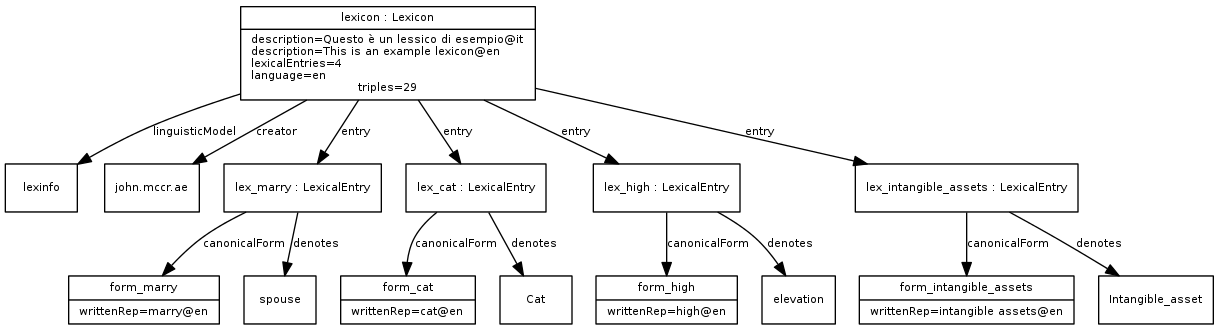 lexicon : Lexicon
description=Questo è un lessico di esempio@it
description=This is an example lexicon@en
lexicalEntries=4
language=en
triples=29
linguisticModel
creator
entry
entry
entry
entry
lexinfo
john.mccr.ae
lex_marry : LexicalEntry
lex_cat : LexicalEntry
lex_high : LexicalEntry
lex_intangible_assets : LexicalEntry
canonicalForm
denotes
canonicalForm
denotes
canonicalForm
denotes
canonicalForm
denotes
form_marry
writtenRep=marry@en
spouse
form_cat
writtenRep=cat@en
Cat
form_high
writtenRep=high@en
elevation
form_intangible_assets
writtenRep=intangible assets@en
Intangible_asset